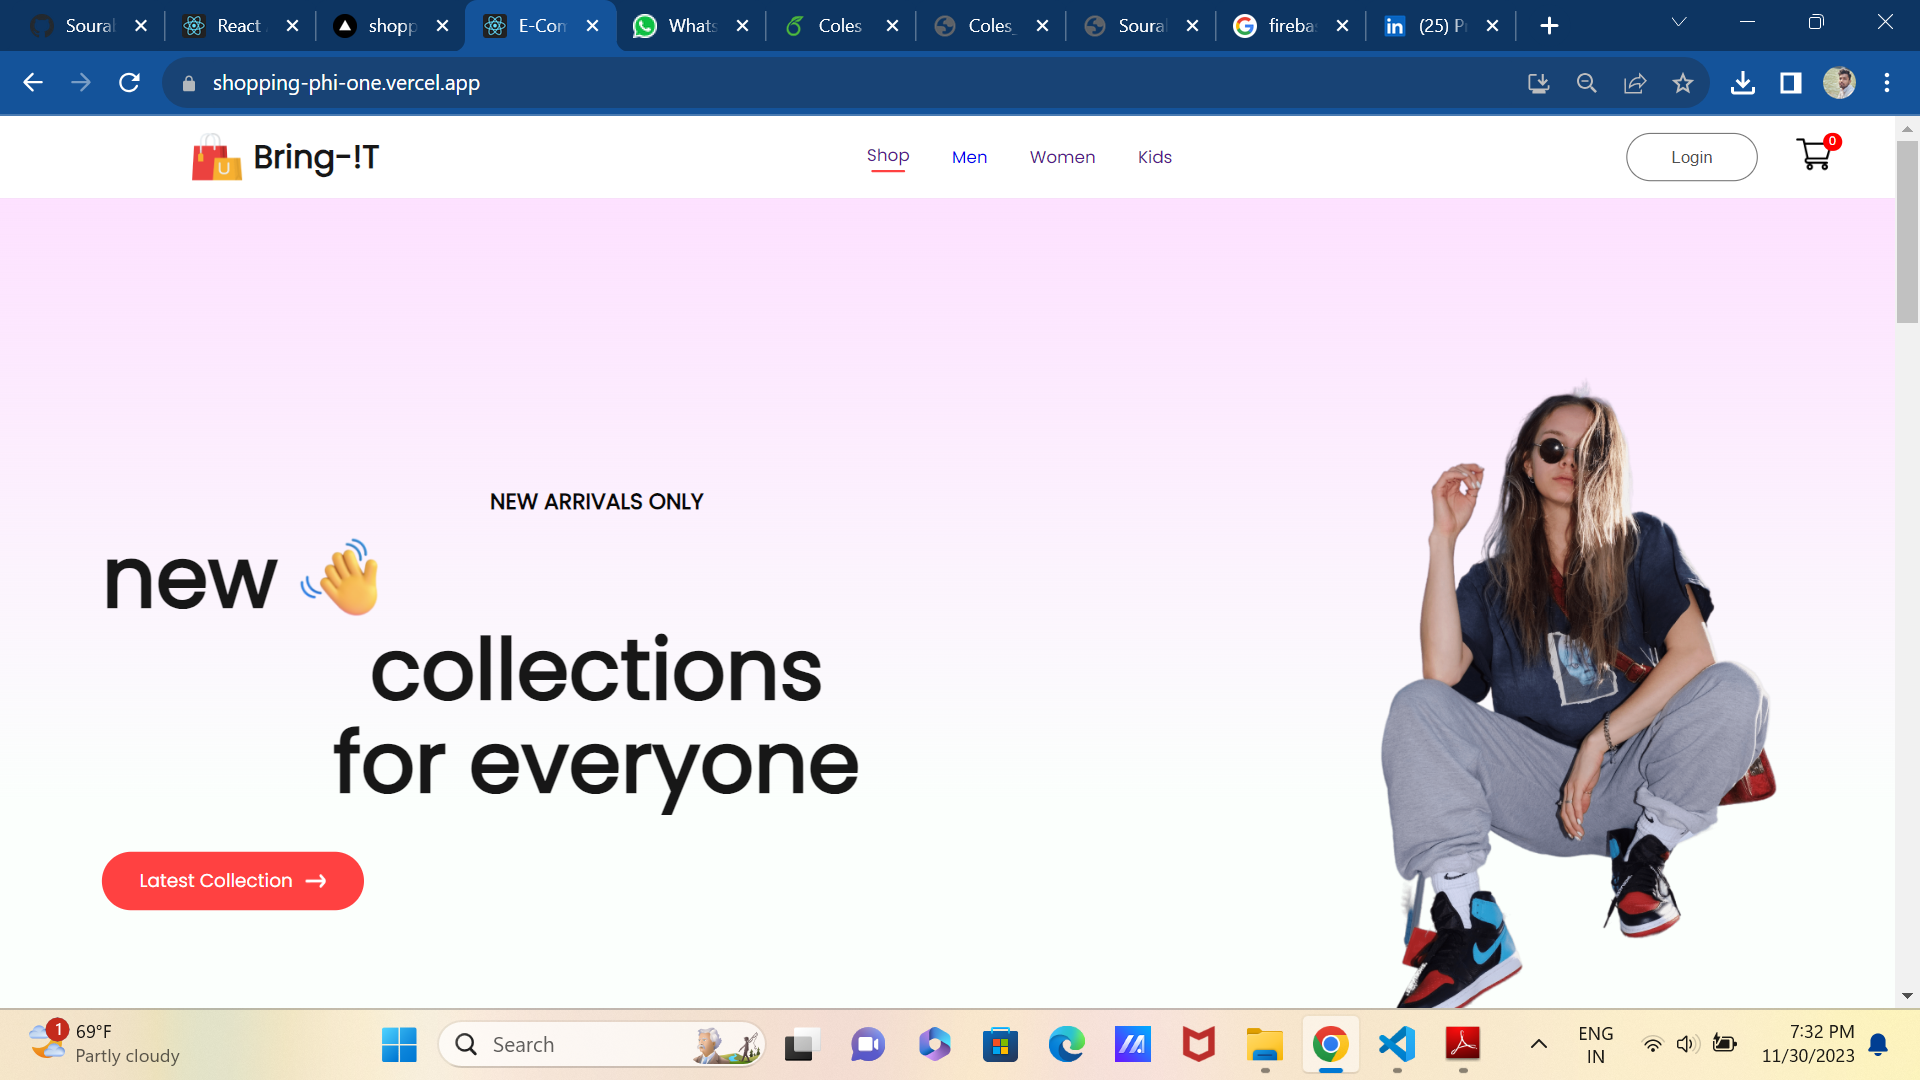 Soural
React
shopp
E-Com
Whats
Coles
Coles_
Soural
fireba
(25) P
shopping-phi-one.vercel.app
Bring-!T
Shop
Men
Women
Kids
Login
0
NEW ARRIVALS ONLY
new
collections
for everyone
Latest Collection
1
69°F
Partly cloudy
Search
ENG
IN
7:32 PM
11/30/2023